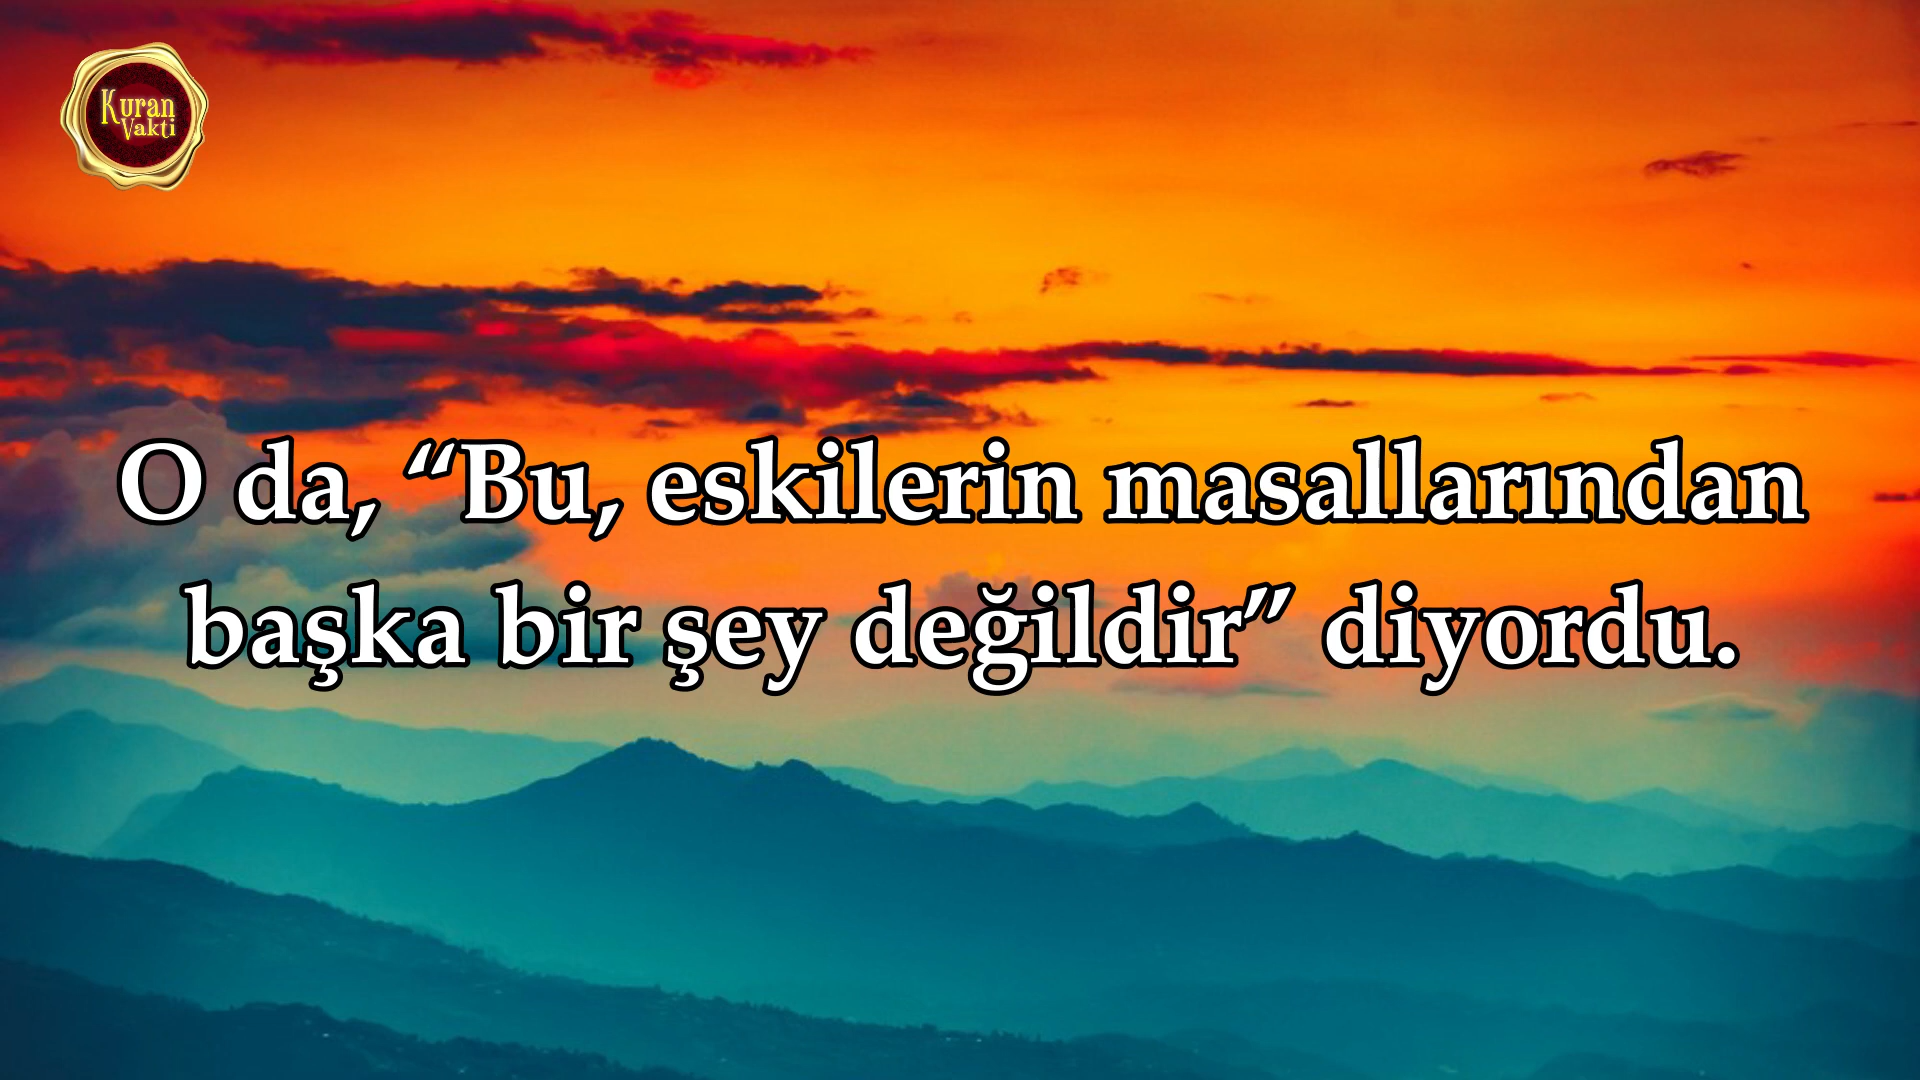 Kuran
Vakti
O da, “Bu, eskilerin masallarından
başka bir şey değildir” diyordu.